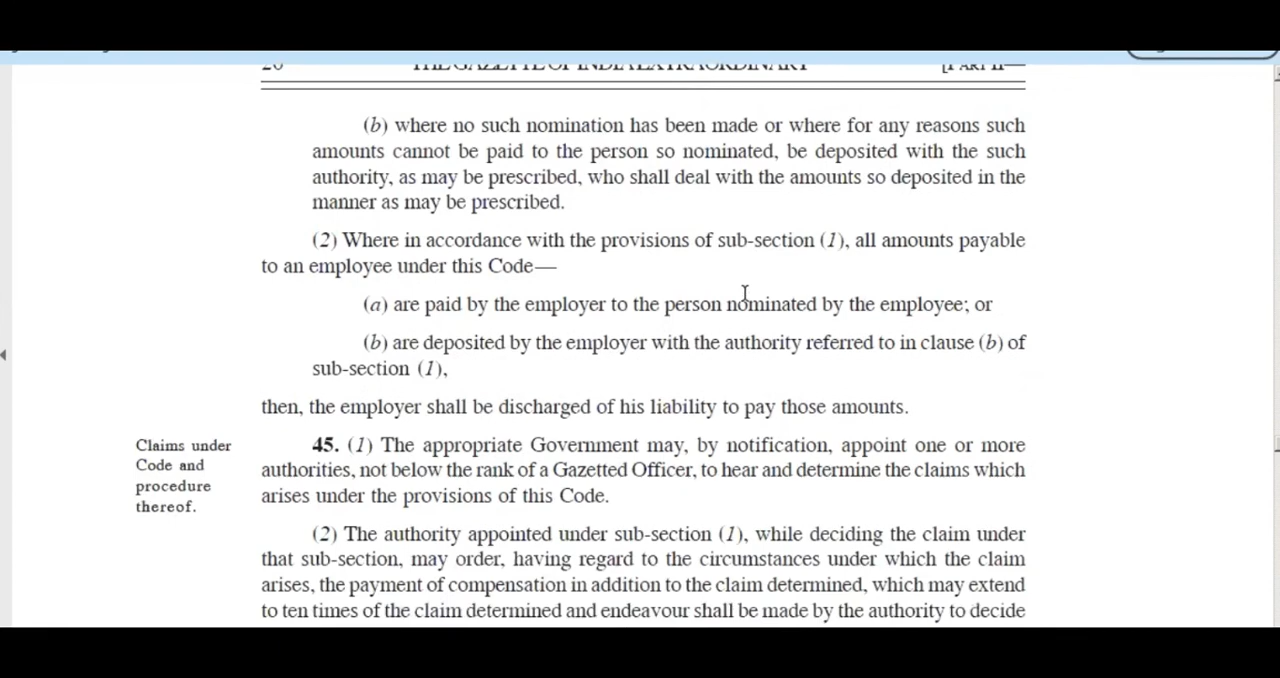 20 THE GAZETTE OF INDIA EXTRAORDINARY [PART II—
(b) where no such nomination has been made or where for any reasons such
amounts cannot be paid to the person so nominated, be deposited with the such
authority, as may be prescribed, who shall deal with the amounts so deposited in the
manner as may be prescribed.
(2) Where in accordance with the provisions of sub-section (1), all amounts payable
to an employee under this Code—
(a) are paid by the employer to the person nominated by the employee; or
(b) are deposited by the employer with the authority referred to in clause (b) of
sub-section (1),
then, the employer shall be discharged of his liability to pay those amounts.
Claims under
Code and
procedure
thereof.
45. (1) The appropriate Government may, by notification, appoint one or more
authorities, not below the rank of a Gazetted Officer, to hear and determine the claims which
arises under the provisions of this Code.
(2) The authority appointed under sub-section (1), while deciding the claim under
that sub-section, may order, having regard to the circumstances under which the claim
arises, the payment of compensation in addition to the claim determined, which may extend
to ten times of the claim determined and endeavour shall be made by the authority to decide